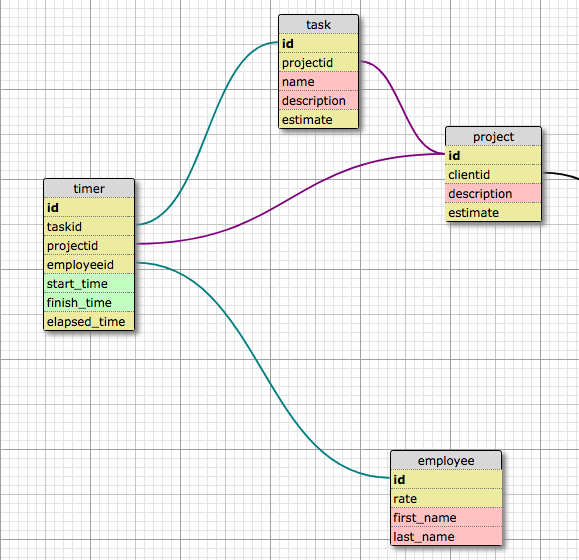 task
id
projectid
name
description
estimate
project
id
clientid
description
estimate
timer
id
taskid
projectid
employeeid
start_time
finish_time
elapsed_time
employee
id
rate
first_name
last_name